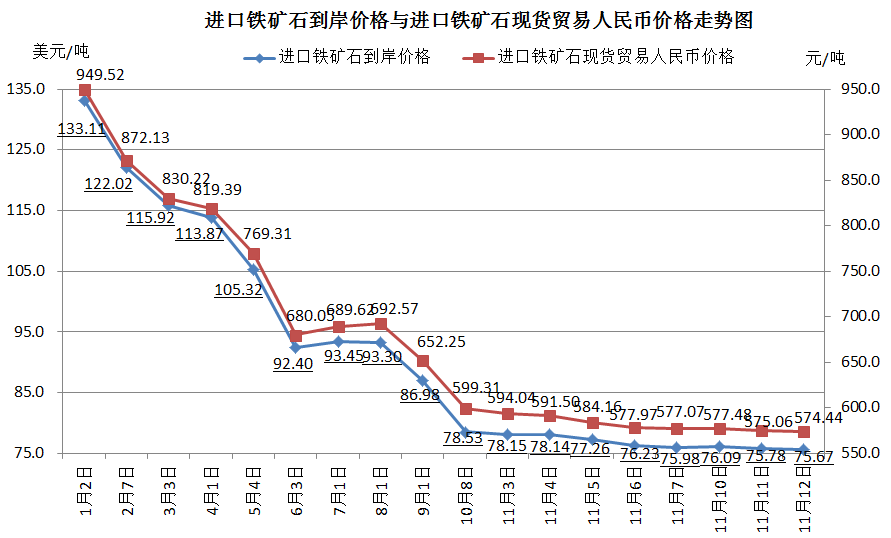 进口铁矿石到岸价格与进口铁矿石现货贸易人民币价格走势图
美元/吨
进口铁矿石到岸价格
进口铁矿石现货贸易人民币价格
元/吨
135.0
125.0
115.0
105.0
95.0
85.0
75.0
950.0
900.0
850.0
800.0
750.0
700.0
650.0
600.0
550.0
949.52
872.13
830.22
819.39
769.31
680.05
689.62
692.57
652.25
599.31
594.04
591.50
584.16
577.97
577.07
577.48
575.06
574.44
133.11
122.02
115.92
113.87
105.32
92.40
93.45
93.30
86.98
78.53
78.15
78.14
77.26
76.23
75.98
76.09
75.78
75.67
1月2日
2月7日
3月3日
4月1日
5月4日
6月3日
7月1日
8月1日
9月1日
10月8日
11月3日
11月4日
11月5日
11月6日
11月7日
11月10日
11月11日
11月12日